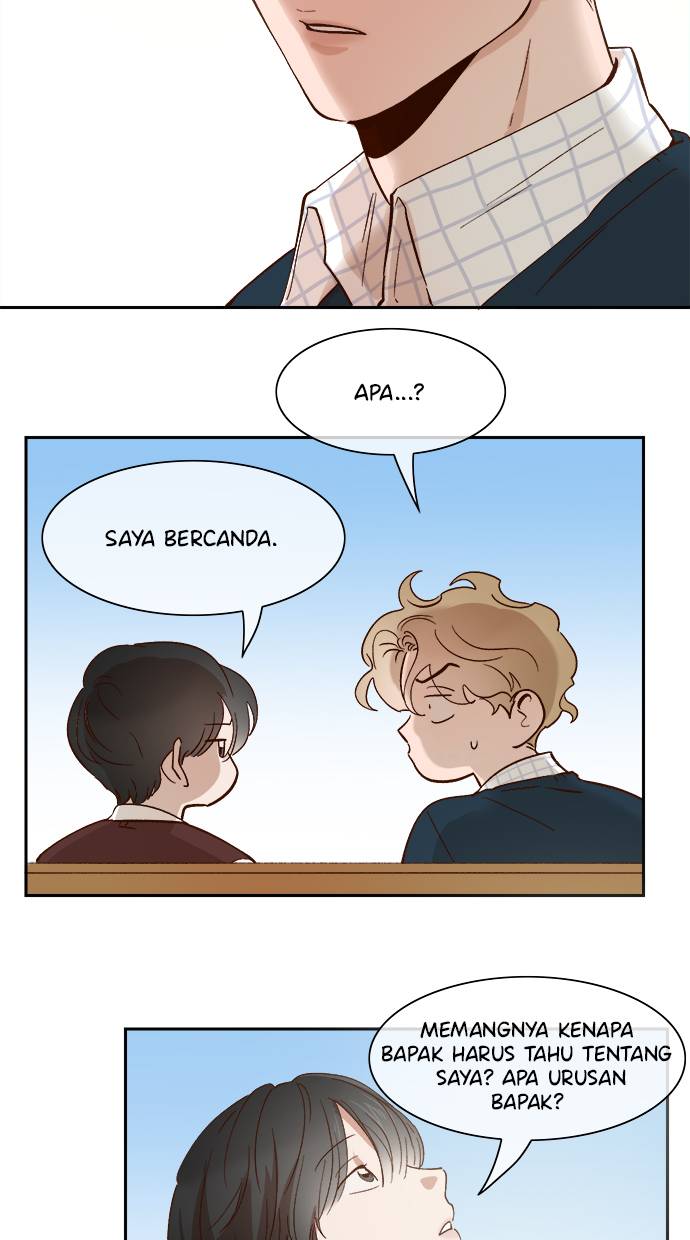 APA...?
SAYA BERCANDA.
MEMANGNYA KENAPA
BAPAK HARUS TAHU TENTANG
SAYA? APA URUSAN
BAPAK?